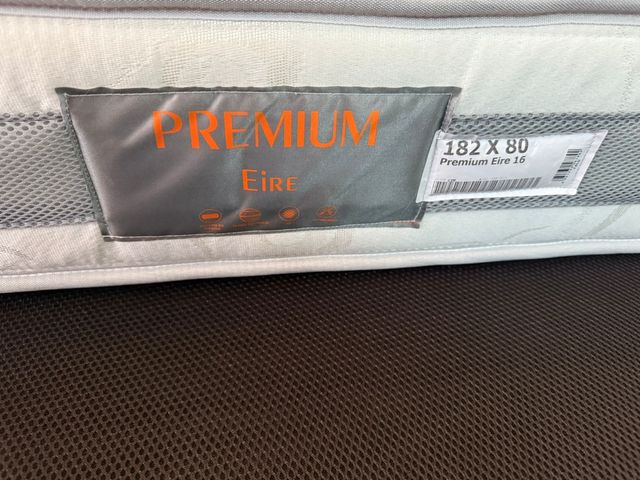 PREMIUM
EIRE
182 X 80
Premium Eire 16